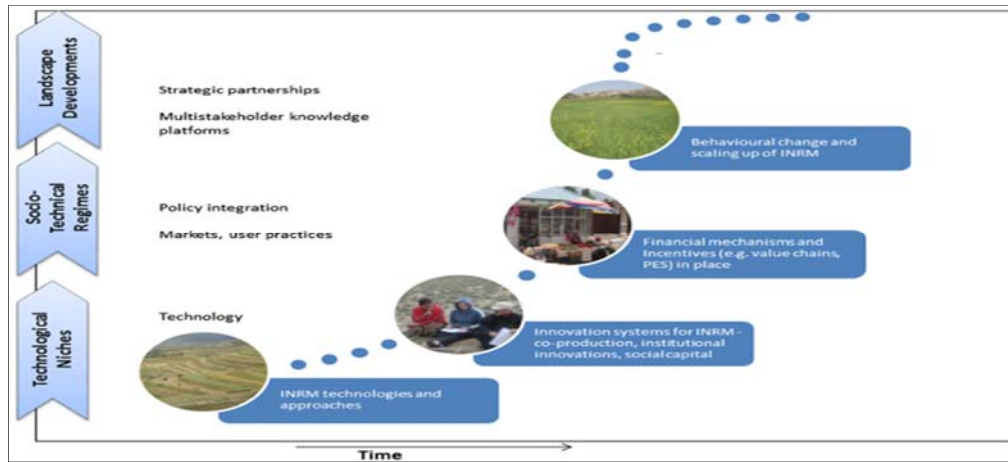 Landscape
Developments
Strategic partnerships
Multistakeholder knowledge
platforms
Behavioural change and
scaling up of INRM
Socio-
Technical
Regimes
Policy integration
Markets, user practices
Financial mechanisms and
Incentives (e.g. value chains,
PES) in place
Technological
Niches
Technology
Innovation systems for INRM -
co-production, institutional
innovations, social capital
INRM technologies and
approaches
Time